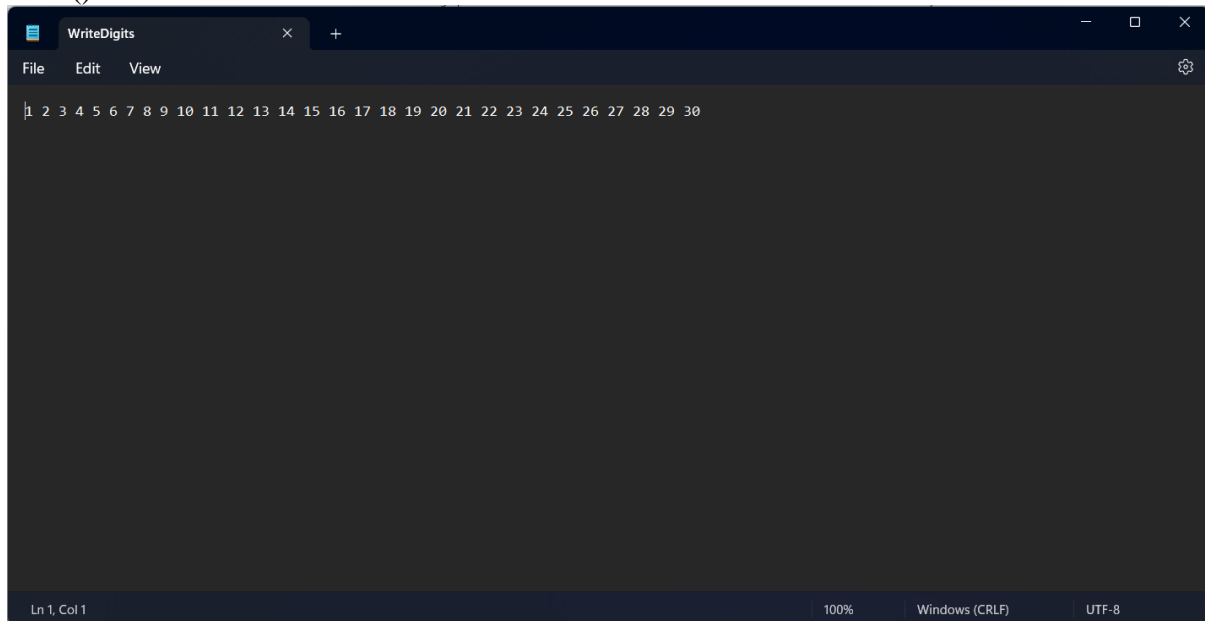 ()
WriteDigits
File Edit View
1 2 3 4 5 6 7 8 9 10 11 12 13 14 15 16 17 18 19 20 21 22 23 24 25 26 27 28 29 30
Ln 1, Col 1 100% Windows (CRLF) UTF-8